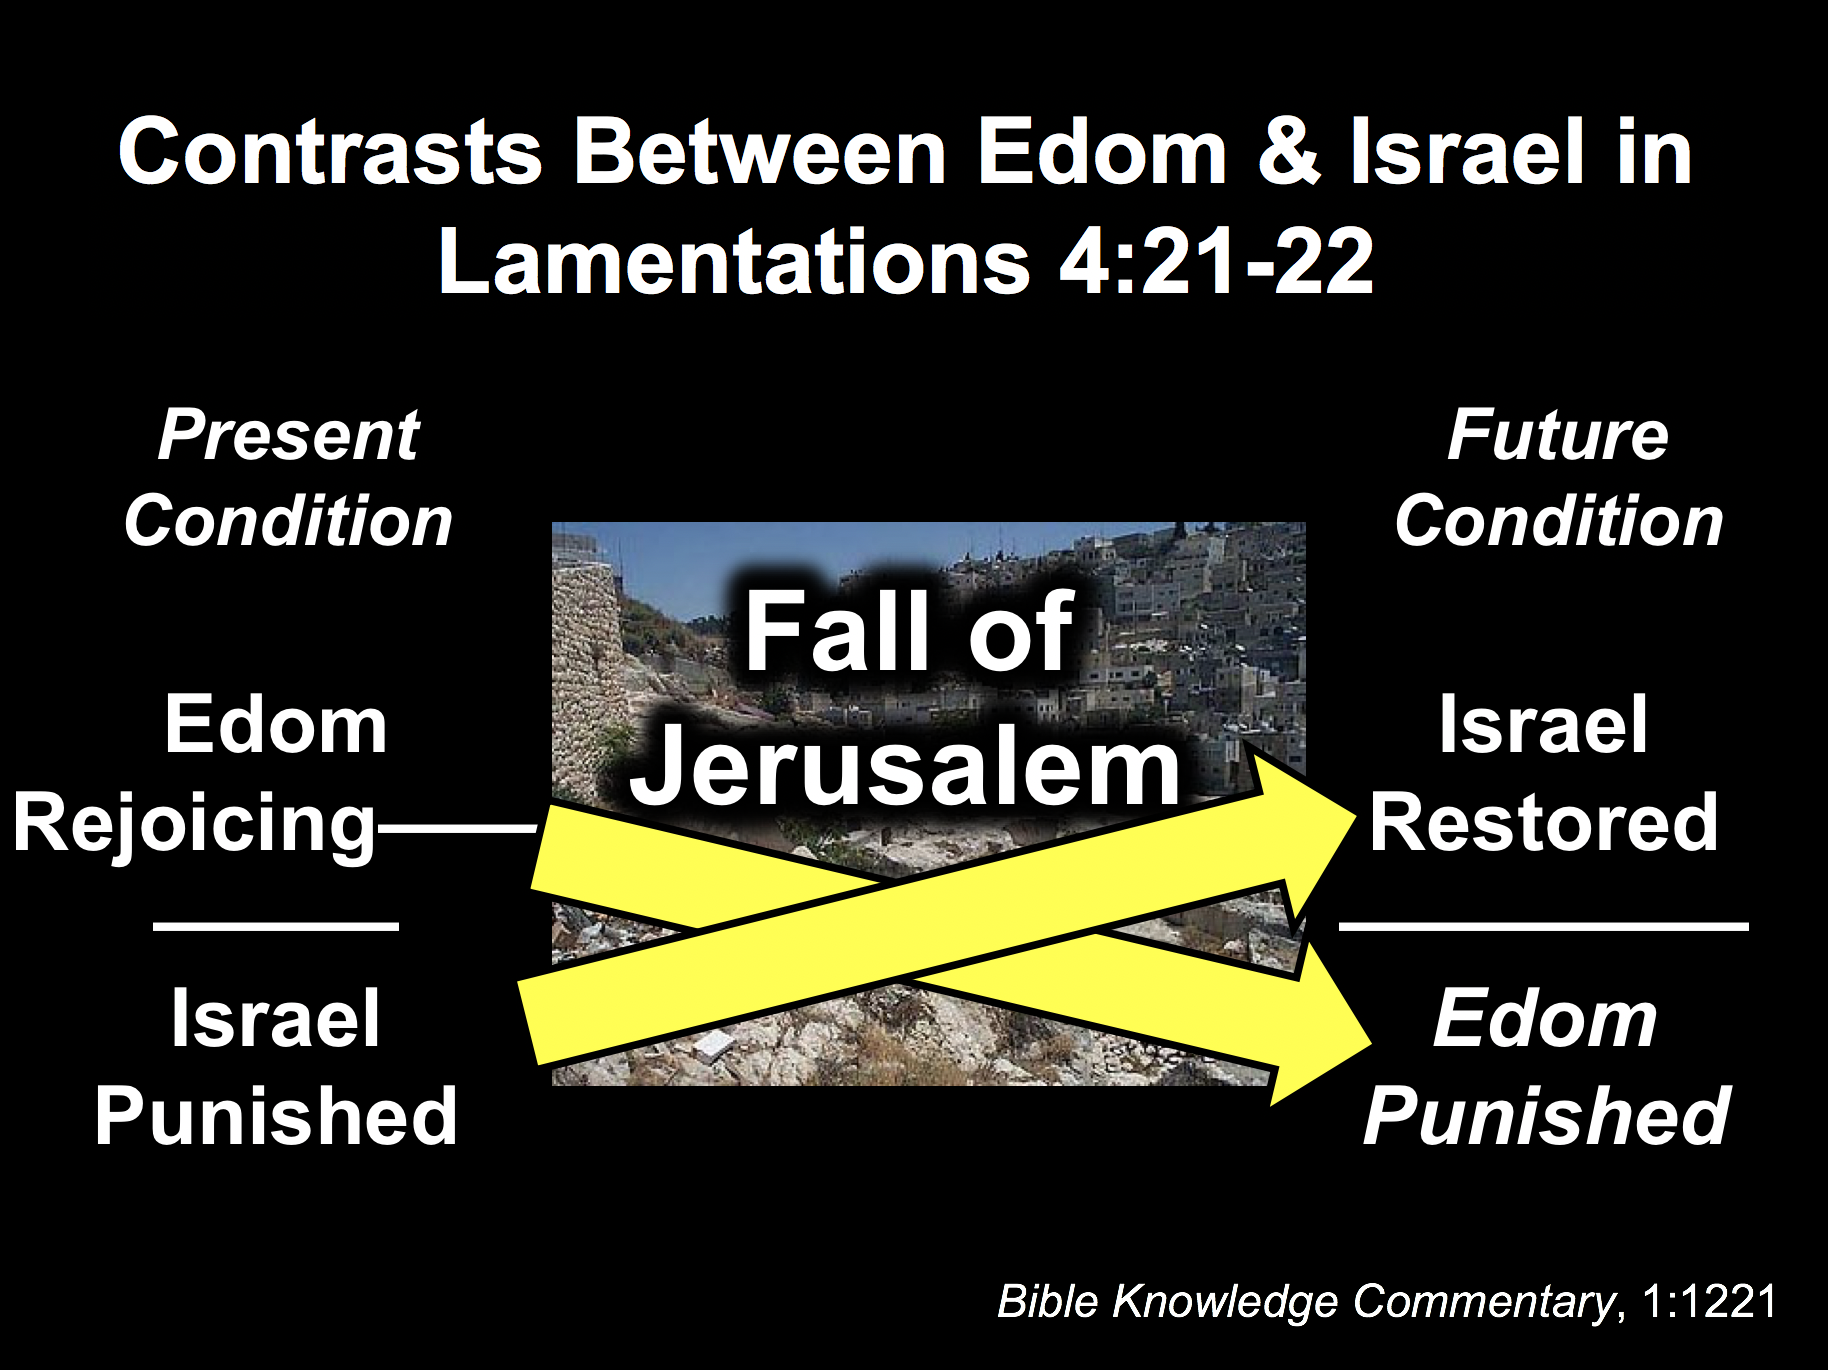 Contrasts Between Edom & Israel in
Lamentations 4:21-22
Present
Condition
Future
Condition
Fall of
Jerusalem
Edom
Rejoicing
Israel
Restored
Israel
Punished
Edom
Punished
Bible Knowledge Commentary, 1:1221